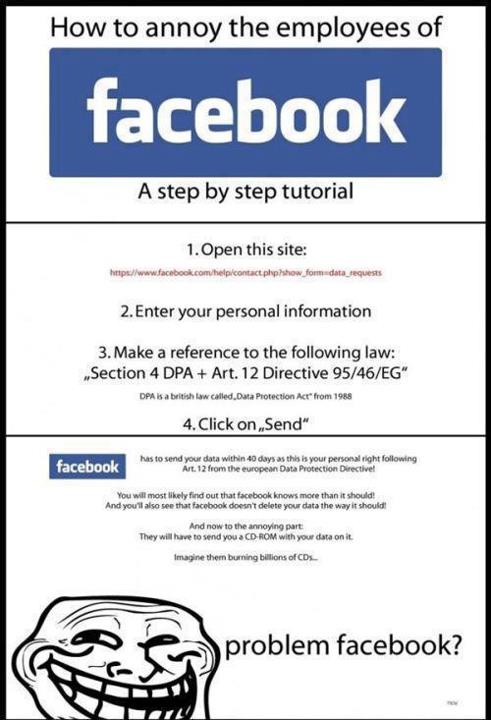 How to annoy the employees of
facebook
A step by step tutorial
1. Open this site:
https://www.facebook.com/help/contact.php?show_form=data_requests
2. Enter your personal information
3. Make a reference to the following law:
„Section 4 DPA + Art. 12 Directive 95/46/EG“
DPA is a british law called „Data Protection Act“ from 1988
4. Click on „Send“
facebook
has to send your data within 40 days as this is your personal right following
Art. 12 from the european Data Protection Directive!
You will most likely find out that facebook knows more than it should!
And you'll also see that facebook doesn't delete your data the way it should!
And now to the annoying part:
They will have to send you a CD-ROM with your data on it.
Imagine them burning billions of CDs...
problem facebook?